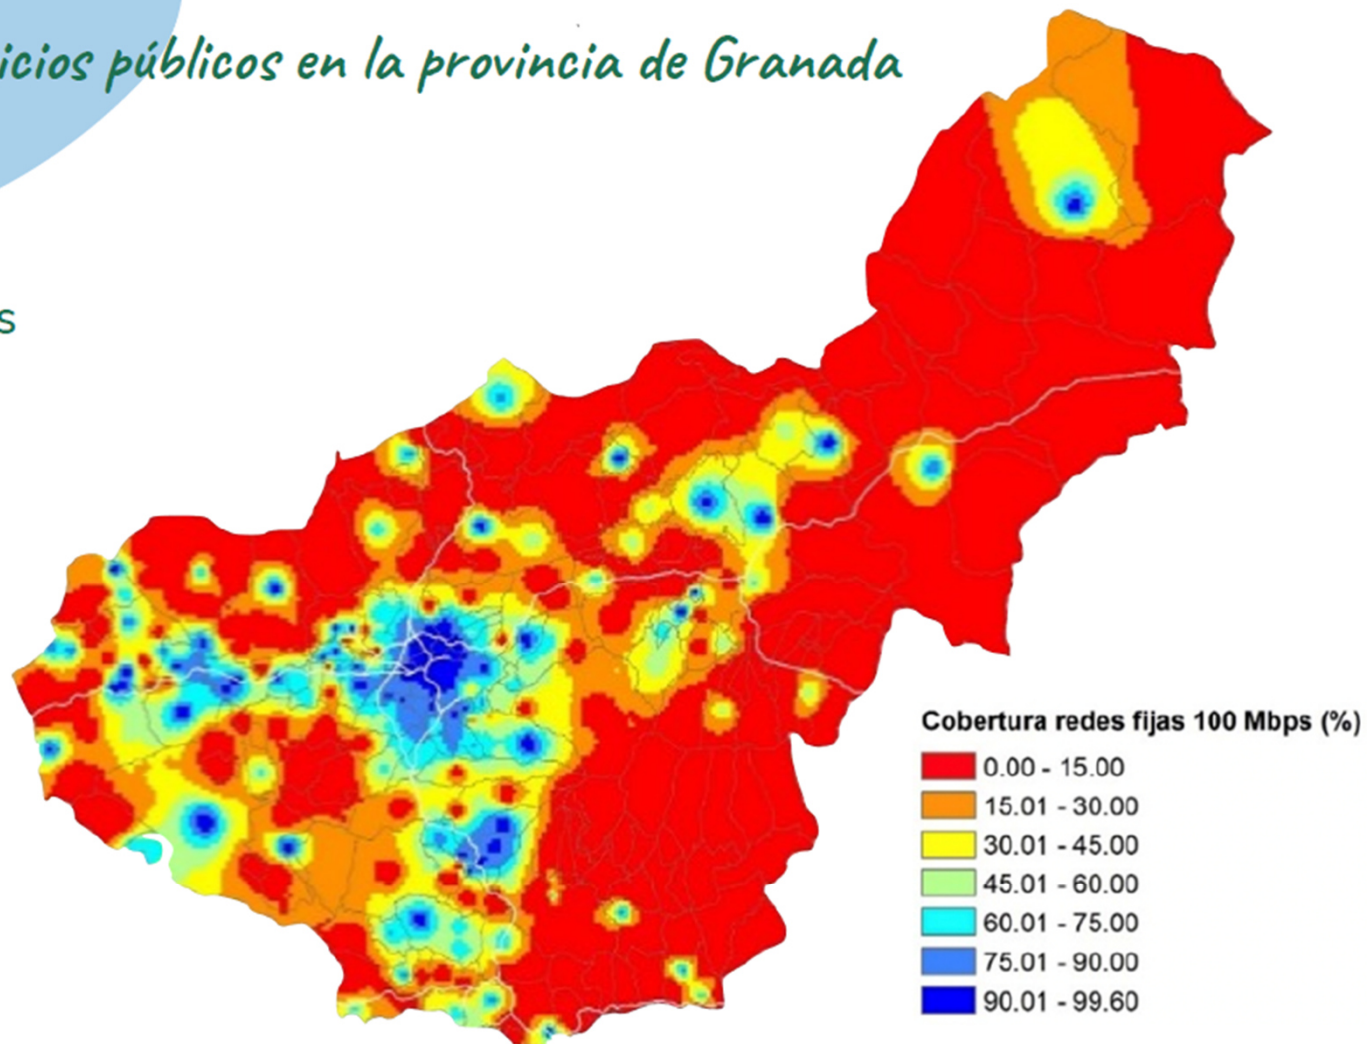 icios públicos en la provincia de Granada
s
Cobertura redes fijas 100 Mbps (%)
0.00 - 15.00
15.01 - 30.00
30.01 - 45.00
45.01 - 60.00
60.01 - 75.00
75.01 - 90.00
90.01 - 99.60